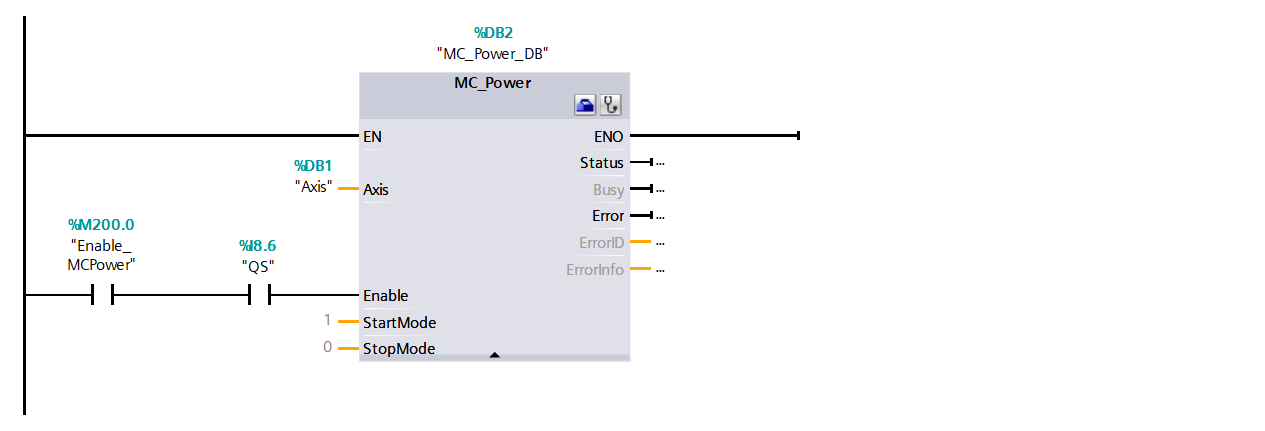 %DB2
"MC_Power_DB"
MC_Power
EN
ENO
%DB1
"Axis"
Axis
Status
...
Busy
...
Error
...
ErrorID
...
ErrorInfo
...
%M200.0
"Enable_
MCPower"
%I8.6
"QS"
Enable
1
StartMode
0
StopMode